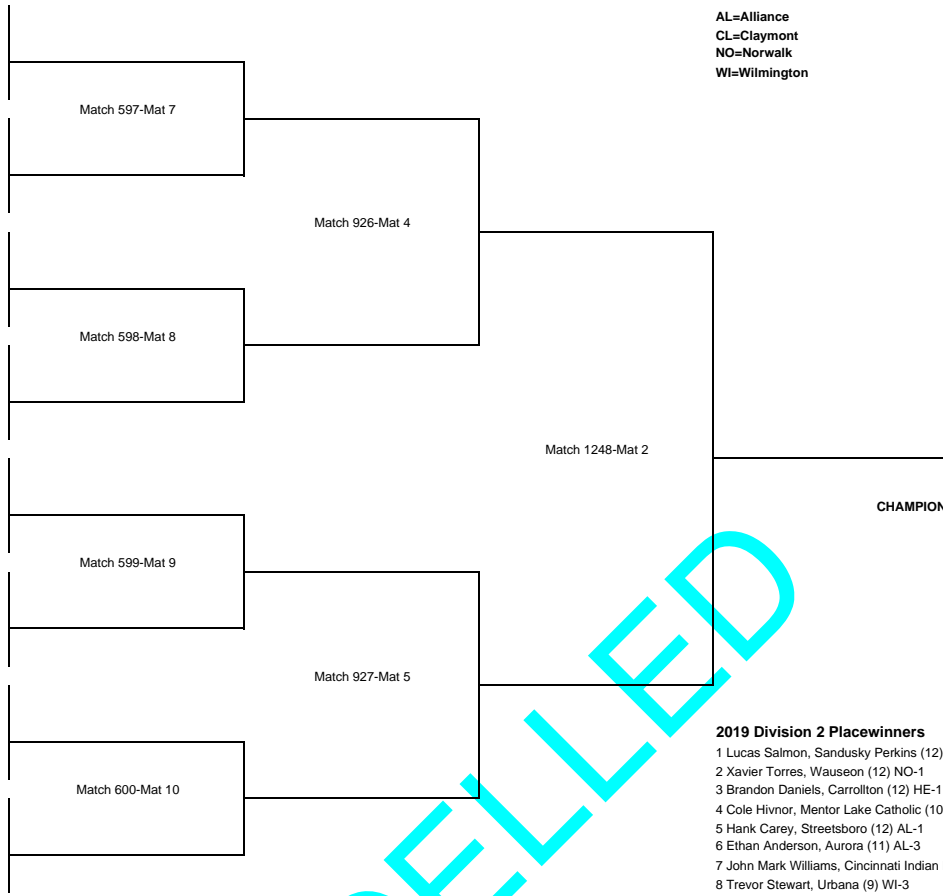 AL=Alliance
CL=Claymont
NO=Norwalk
WI=Wilmington
Match 597-Mat 7
Match 926-Mat 4
Match 598-Mat 8
Match 1248-Mat 2
CHAMPION
Match 599-Mat 9
Match 927-Mat 5
Match 600-Mat 10
ELLED
2019 Division 2 Placewinners
1 Lucas Salmon, Sandusky Perkins (12)
2 Xavier Torres, Wauseon (12) NO-1
3 Brandon Daniels, Carrollton (12) HE-1
4 Cole Hivnor, Mentor Lake Catholic (10
5 Hank Carey, Streetsboro (12) AL-1
6 Ethan Anderson, Aurora (11) AL-3
7 John Mark Williams, Cincinnati Indian
8 Trevor Stewart, Urbana (9) WI-3